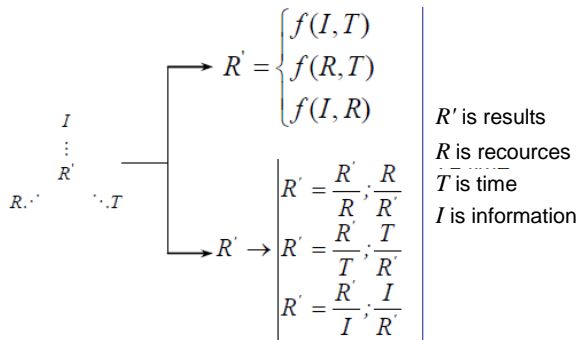 I
⋮
R'
R ⋰ ⋱ T
R' = { f(I,T)
f(R,T)
f(I,R)
R' → | R' = R'/R ; R/R'
R' = R'/T ; T/R'
R' = R'/I ; I/R'
R' is results
R is recources
T is time
I is information